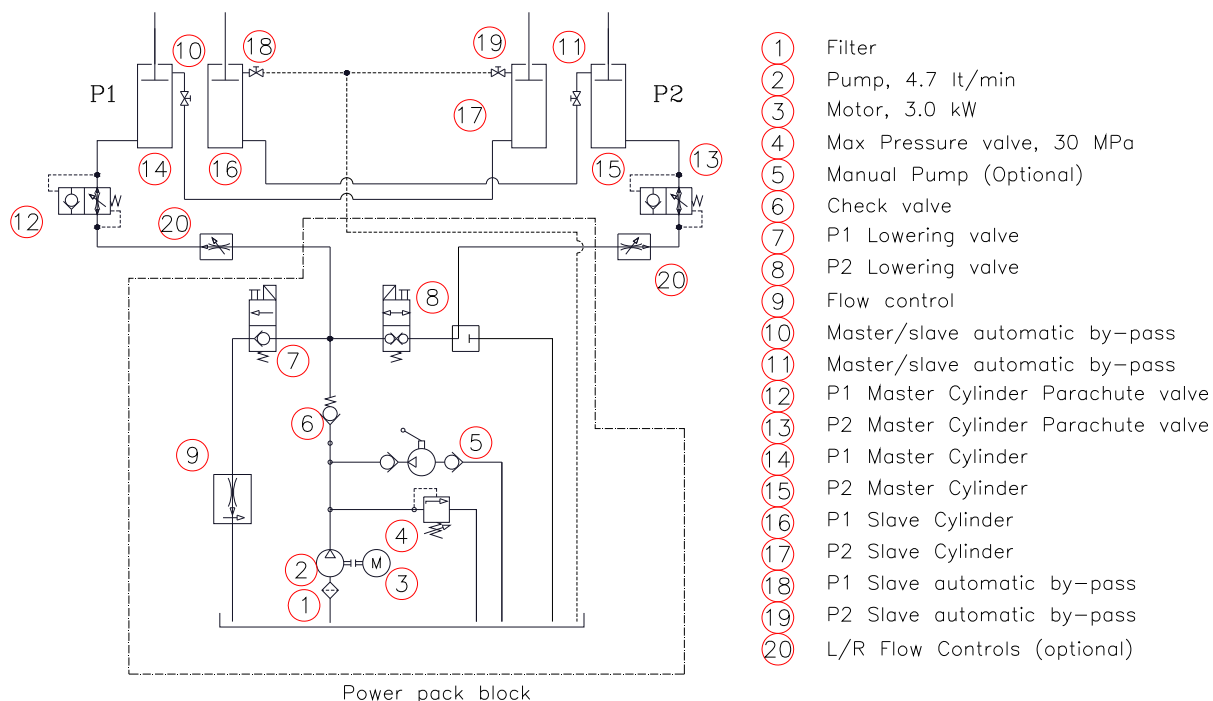 10
18
19
11
P1
P2
17
14
16
15
13
12
20
20
8
7
6
5
9
4
2
M
3
1
Power pack block
1 Filter
2 Pump, 4.7 lt/min
3 Motor, 3.0 kW
4 Max Pressure valve, 30 MPa
5 Manual Pump (Optional)
6 Check valve
7 P1 Lowering valve
8 P2 Lowering valve
9 Flow control
10 Master/slave automatic by-pass
11 Master/slave automatic by-pass
12 P1 Master Cylinder Parachute valve
13 P2 Master Cylinder Parachute valve
14 P1 Master Cylinder
15 P2 Master Cylinder
16 P1 Slave Cylinder
17 P2 Slave Cylinder
18 P1 Slave automatic by-pass
19 P2 Slave automatic by-pass
20 L/R Flow Controls (optional)